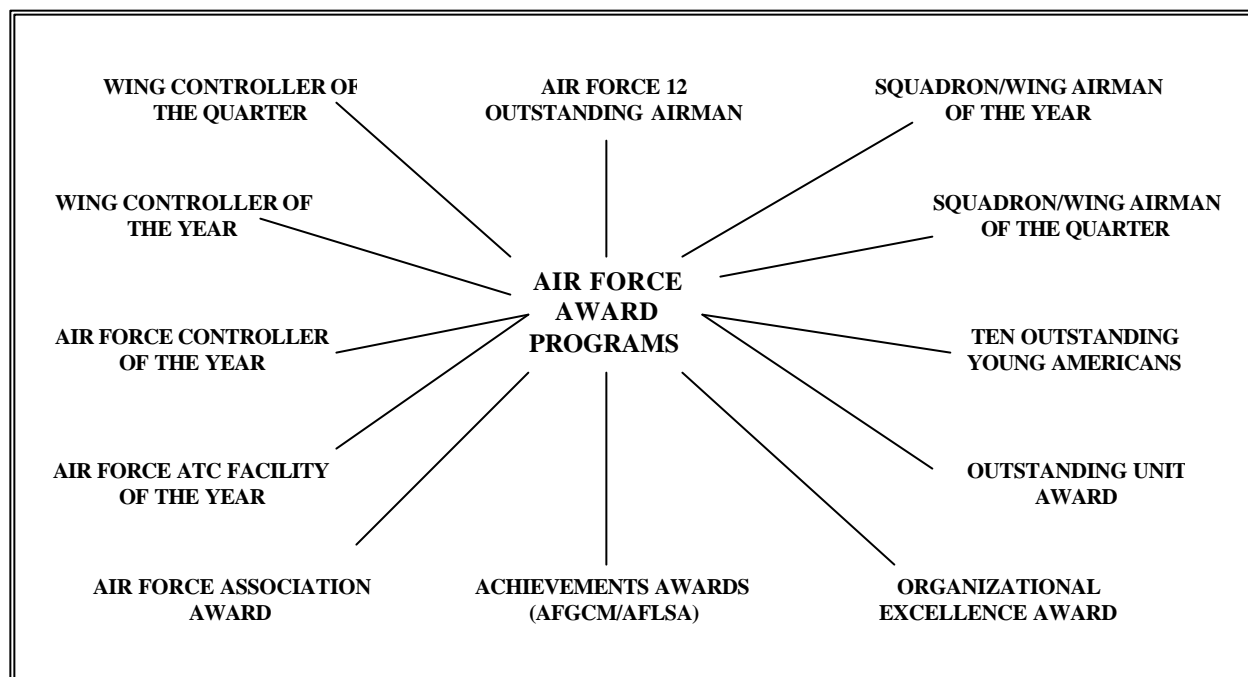 WING CONTROLLER OF
THE QUARTER
AIR FORCE 12
OUTSTANDING AIRMAN
SQUADRON/WING AIRMAN
OF THE YEAR
WING CONTROLLER OF
THE YEAR
SQUADRON/WING AIRMAN
OF THE QUARTER
AIR FORCE
AWARD
PROGRAMS
AIR FORCE CONTROLLER
OF THE YEAR
TEN OUTSTANDING
YOUNG AMERICANS
AIR FORCE ATC FACILITY
OF THE YEAR
OUTSTANDING UNIT
AWARD
AIR FORCE ASSOCIATION
AWARD
ACHIEVEMENTS AWARDS
(AFGCM/AFLSA)
ORGANIZATIONAL
EXCELLENCE AWARD